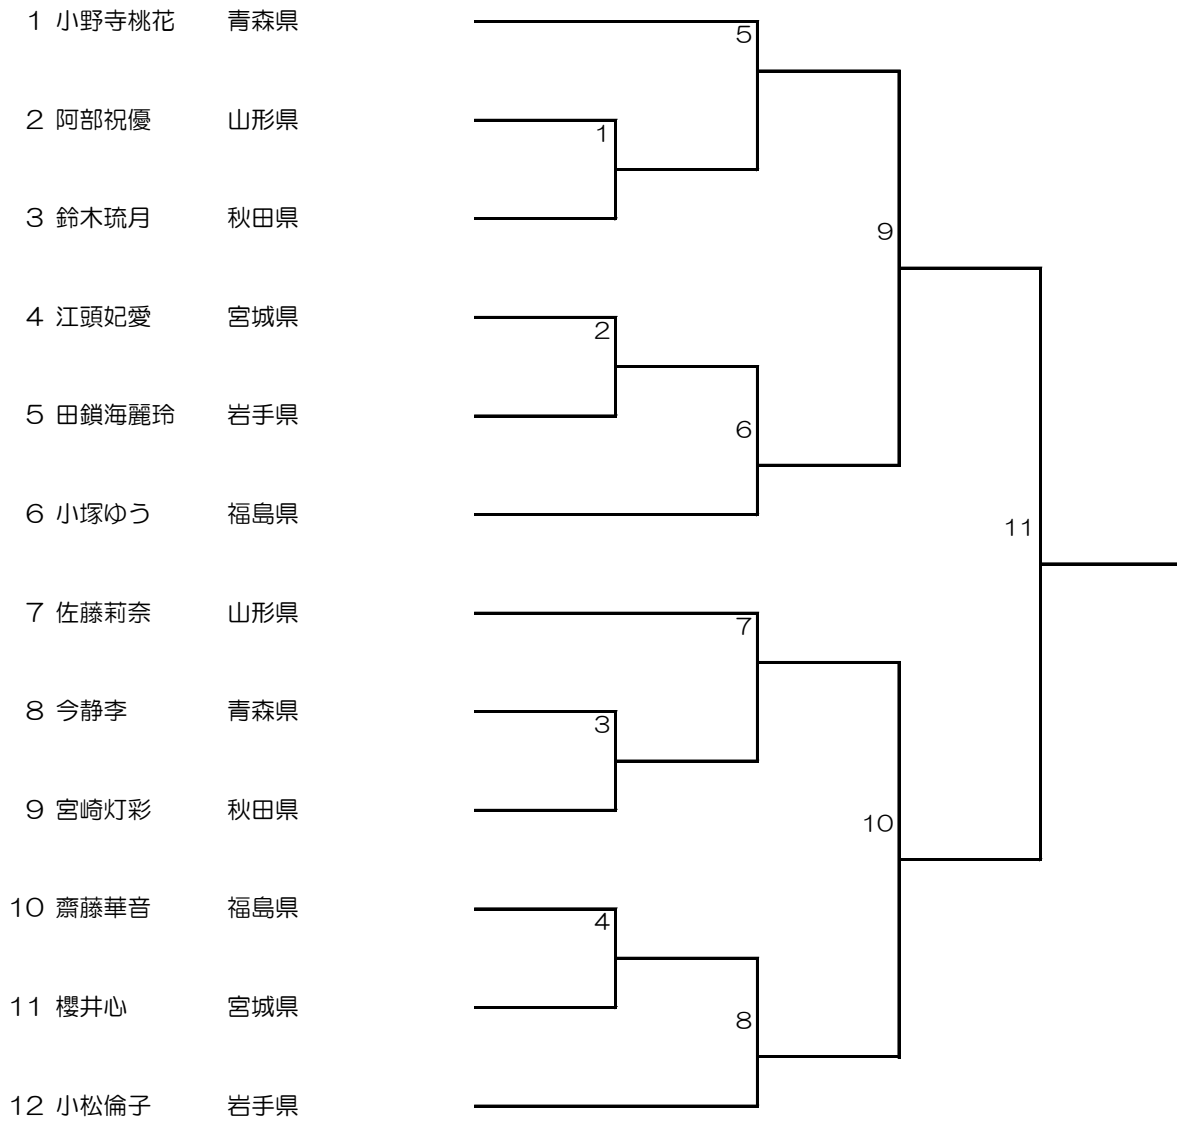 1 小野寺桃花 青森県
5
2 阿部祝優 山形県
1
3 鈴木琉月 秋田県
9
4 江頭妃愛 宮城県
2
5 田鎖海麗玲 岩手県
6
6 小塚ゆう 福島県
11
7 佐藤莉奈 山形県
7
8 今静李 青森県
3
9 宮崎灯彩 秋田県
10
10 齋藤華音 福島県
4
11 櫻井心 宮城県
8
12 小松倫子 岩手県